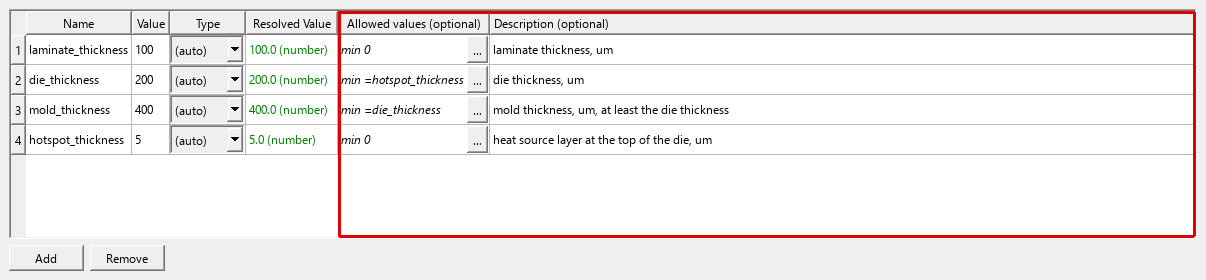 Name Value Type Resolved Value Allowed values (optional) Description (optional)
1 laminate_thickness 100 (auto) 100.0 (number) min 0 ... laminate thickness, um
2 die_thickness 200 (auto) 200.0 (number) min =hotspot_thickness ... die thickness, um
3 mold_thickness 400 (auto) 400.0 (number) min =die_thickness ... mold thickness, um, at least the die thickness
4 hotspot_thickness 5 (auto) 5.0 (number) min 0 ... heat source layer at the top of the die, um
Add Remove